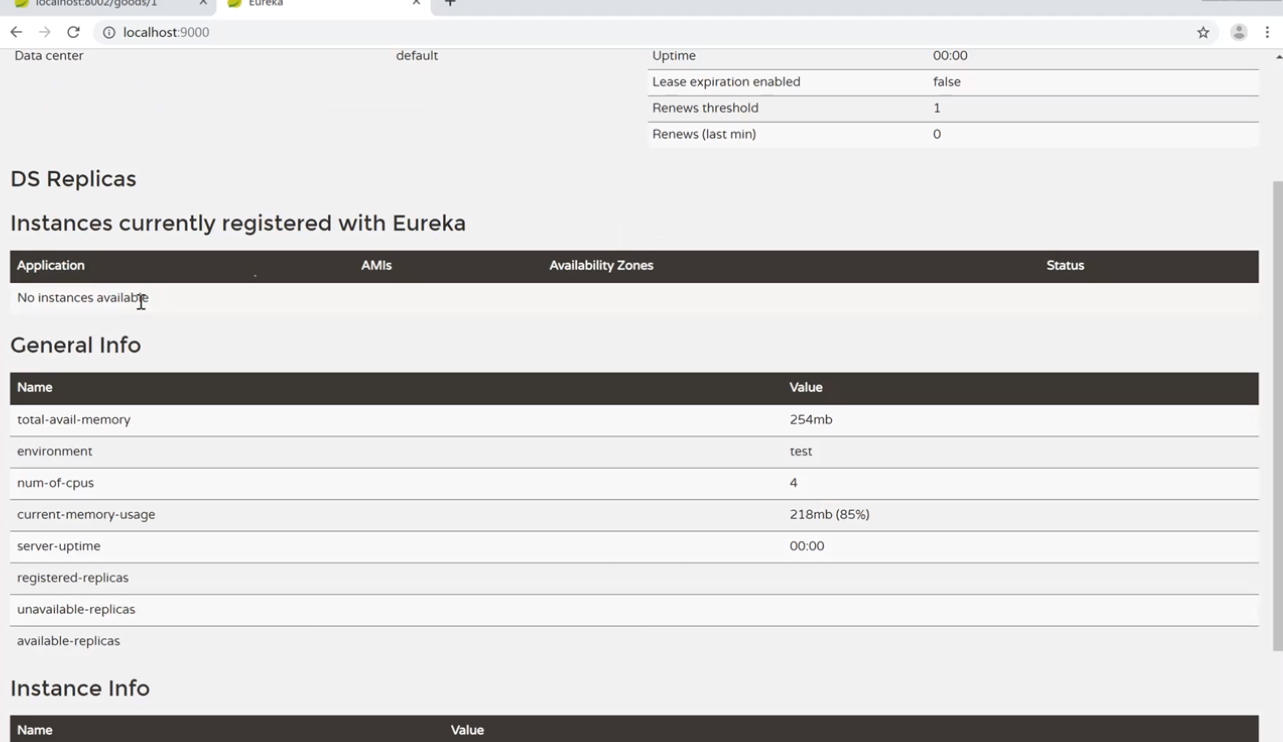 localhost:8002/goods/1
Eureka
localhost:9000
Data center default
Uptime 00:00
Lease expiration enabled false
Renews threshold 1
Renews (last min) 0
DS Replicas
Instances currently registered with Eureka
Application AMIs Availability Zones Status
No instances available
General Info
Name Value
total-avail-memory 254mb
environment test
num-of-cpus 4
current-memory-usage 218mb (85%)
server-uptime 00:00
registered-replicas
unavailable-replicas
available-replicas
Instance Info
Name Value